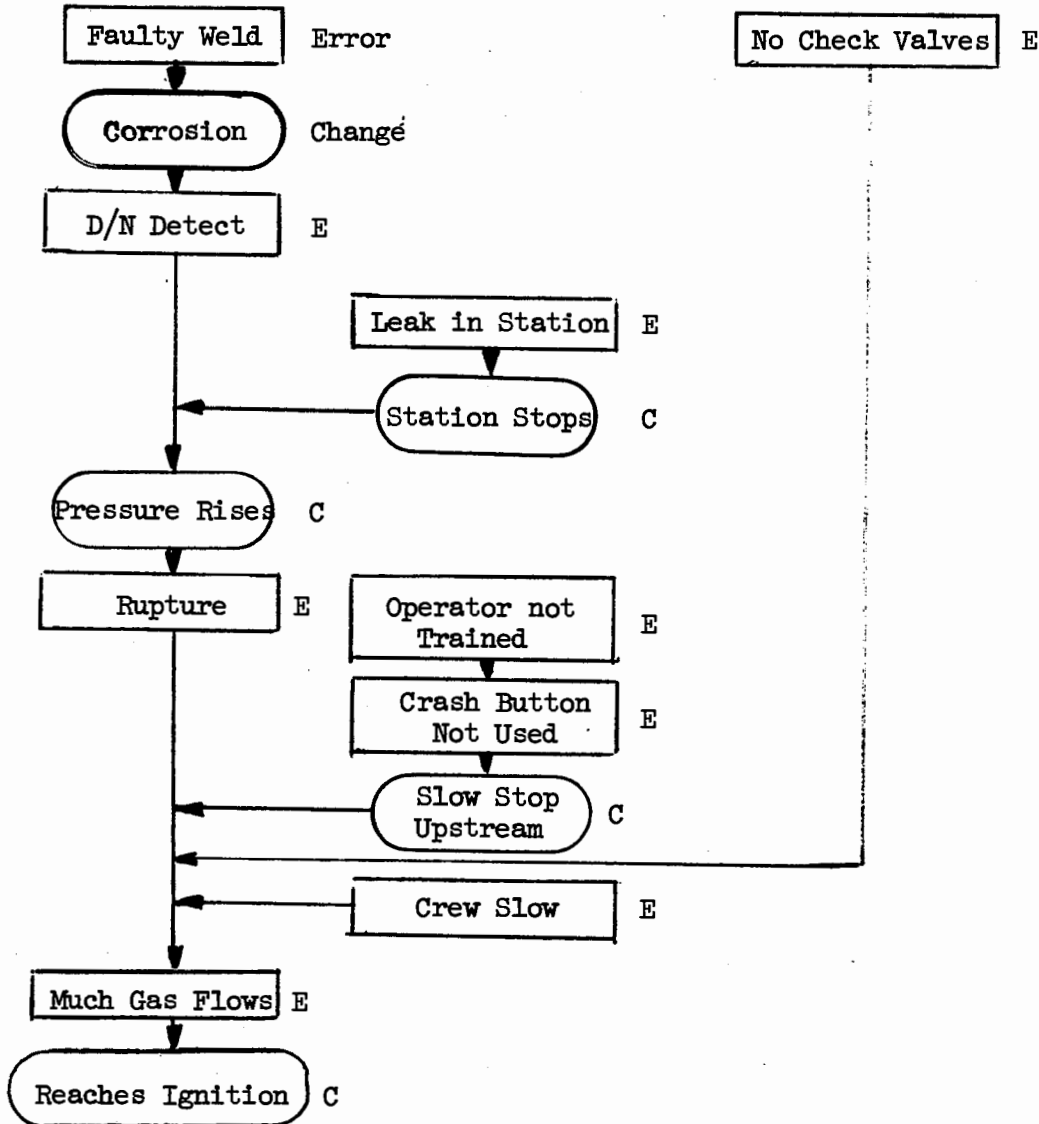 Faulty Weld Error
No Check Valves E
Corrosion Change
D/N Detect E
Leak in Station E
Station Stops C
Pressure Rises C
Rupture E
Operator not
Trained E
Crash Button
Not Used E
Slow Stop
Upstream C
Crew Slow E
Much Gas Flows E
Reaches Ignition C